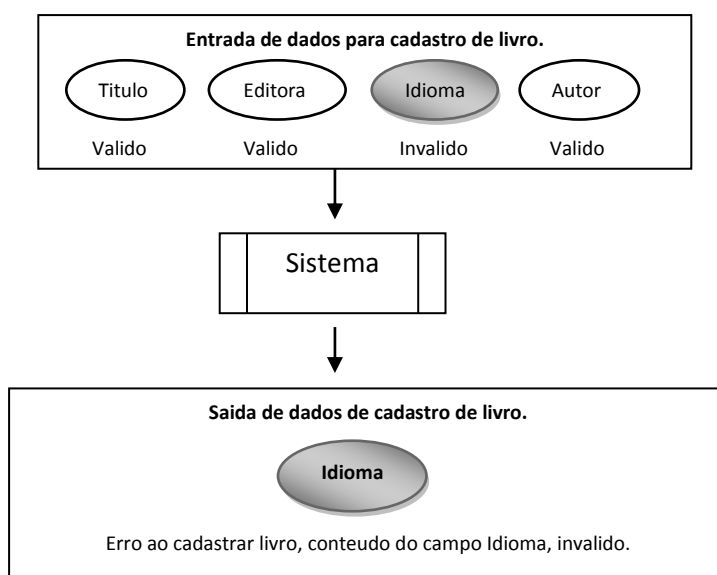 Entrada de dados para cadastro de livro.
Titulo Editora Idioma Autor
Valido Valido Invalido Valido
Sistema
Saida de dados de cadastro de livro.
Idioma
Erro ao cadastrar livro, conteudo do campo Idioma, invalido.